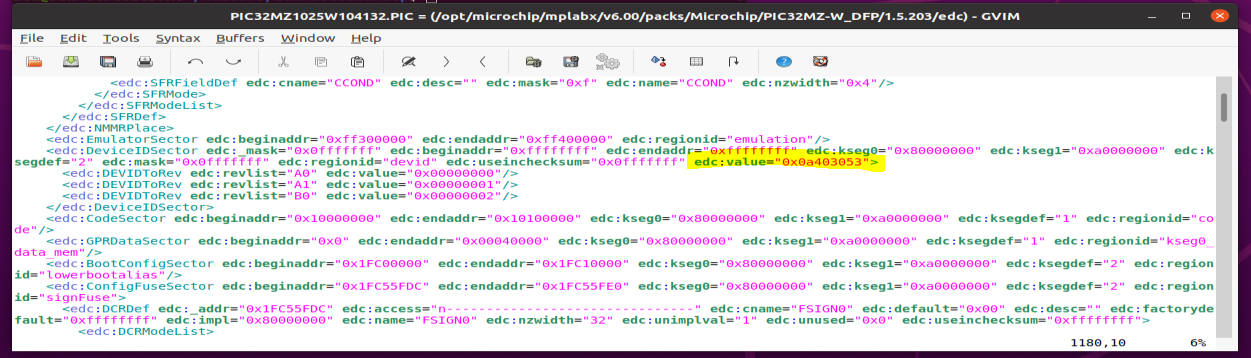 PIC32MZ1025W104132.PIC = (/opt/microchip/mplabx/v6.00/packs/Microchip/PIC32MZ-W_DFP/1.5.203/edc) - GVIM
File Edit Tools Syntax Buffers Window Help
<edc:SFRFieldDef edc:cname="CCOND" edc:desc="" edc:mask="0xf" edc:name="CCOND" edc:nzwidth="0x4"/>
</edc:SFRMode>
</edc:SFRModeList>
</edc:SFRDef>
</edc:NMMRPlace>
<edc:EmulatorSector edc:beginaddr="0xff300000" edc:endaddr="0xff400000" edc:regionid="emulation"/>
<edc:DeviceIDSector edc:_mask="0x0fffffff" edc:beginaddr="0xffffffff" edc:endaddr="0xffffffff" edc:kseg0="0x80000000" edc:kseg1="0xa0000000" edc:k
segdef="2" edc:mask="0x0fffffff" edc:regionid="devid" edc:useinchecksum="0x0fffffff" edc:value="0x0a403053">
<edc:DEVIDToRev edc:revlist="A0" edc:value="0x00000000"/>
<edc:DEVIDToRev edc:revlist="A1" edc:value="0x00000001"/>
<edc:DEVIDToRev edc:revlist="B0" edc:value="0x00000002"/>
</edc:DeviceIDSector>
<edc:CodeSector edc:beginaddr="0x10000000" edc:endaddr="0x10100000" edc:kseg0="0x80000000" edc:kseg1="0xa0000000" edc:ksegdef="1" edc:regionid="co
de"/>
<edc:GPRDataSector edc:beginaddr="0x0" edc:endaddr="0x00040000" edc:kseg0="0x80000000" edc:kseg1="0xa0000000" edc:ksegdef="1" edc:regionid="kseg0_
data_mem"/>
<edc:BootConfigSector edc:beginaddr="0x1FC00000" edc:endaddr="0x1FC10000" edc:kseg0="0x80000000" edc:kseg1="0xa0000000" edc:ksegdef="2" edc:region
id="lowerbootalias"/>
<edc:ConfigFuseSector edc:beginaddr="0x1FC55FDC" edc:endaddr="0x1FC55FE0" edc:kseg0="0x80000000" edc:kseg1="0xa0000000" edc:ksegdef="2" edc:region
id="signFuse">
<edc:DCRDef edc:_addr="0x1FC55FDC" edc:access="n-------------------------------" edc:cname="FSIGN0" edc:default="0x00" edc:desc="" edc:factoryde
fault="0xffffffff" edc:impl="0x80000000" edc:name="FSIGN0" edc:nzwidth="32" edc:unimplval="1" edc:unused="0x0" edc:useinchecksum="0xffffffff">
<edc:DCRModeList>
1180,10 6%